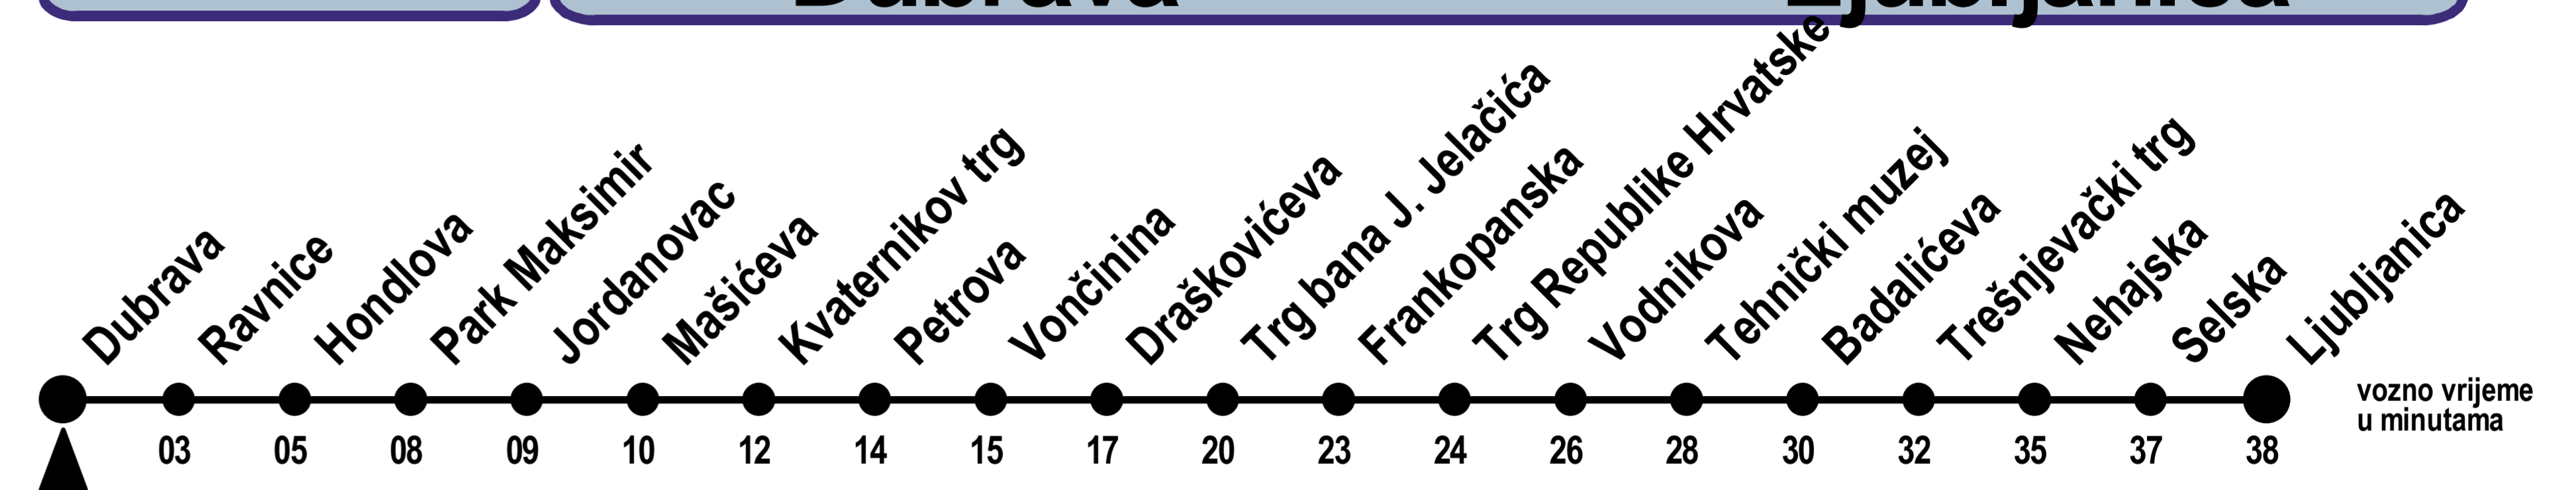 Dubrava
Ljubljanica
Dubrava
Ravnice
Hondlova
Park Maksimir
Jordanovac
Mašićeva
Kvaternikov trg
Petrova
Vončinina
Draškovićeva
Trg bana J. Jelačića
Frankopanska
Trg Republike Hrvatske
Vodnikova
Tehnički muzej
Badalićeva
Trešnjevački trg
Nehajska
Selska
Ljubljanica
vozno vrijeme
u minutama
03 05 08 09 10 12 14 15 17 20 23 24 26 28 30 32 35 37 38